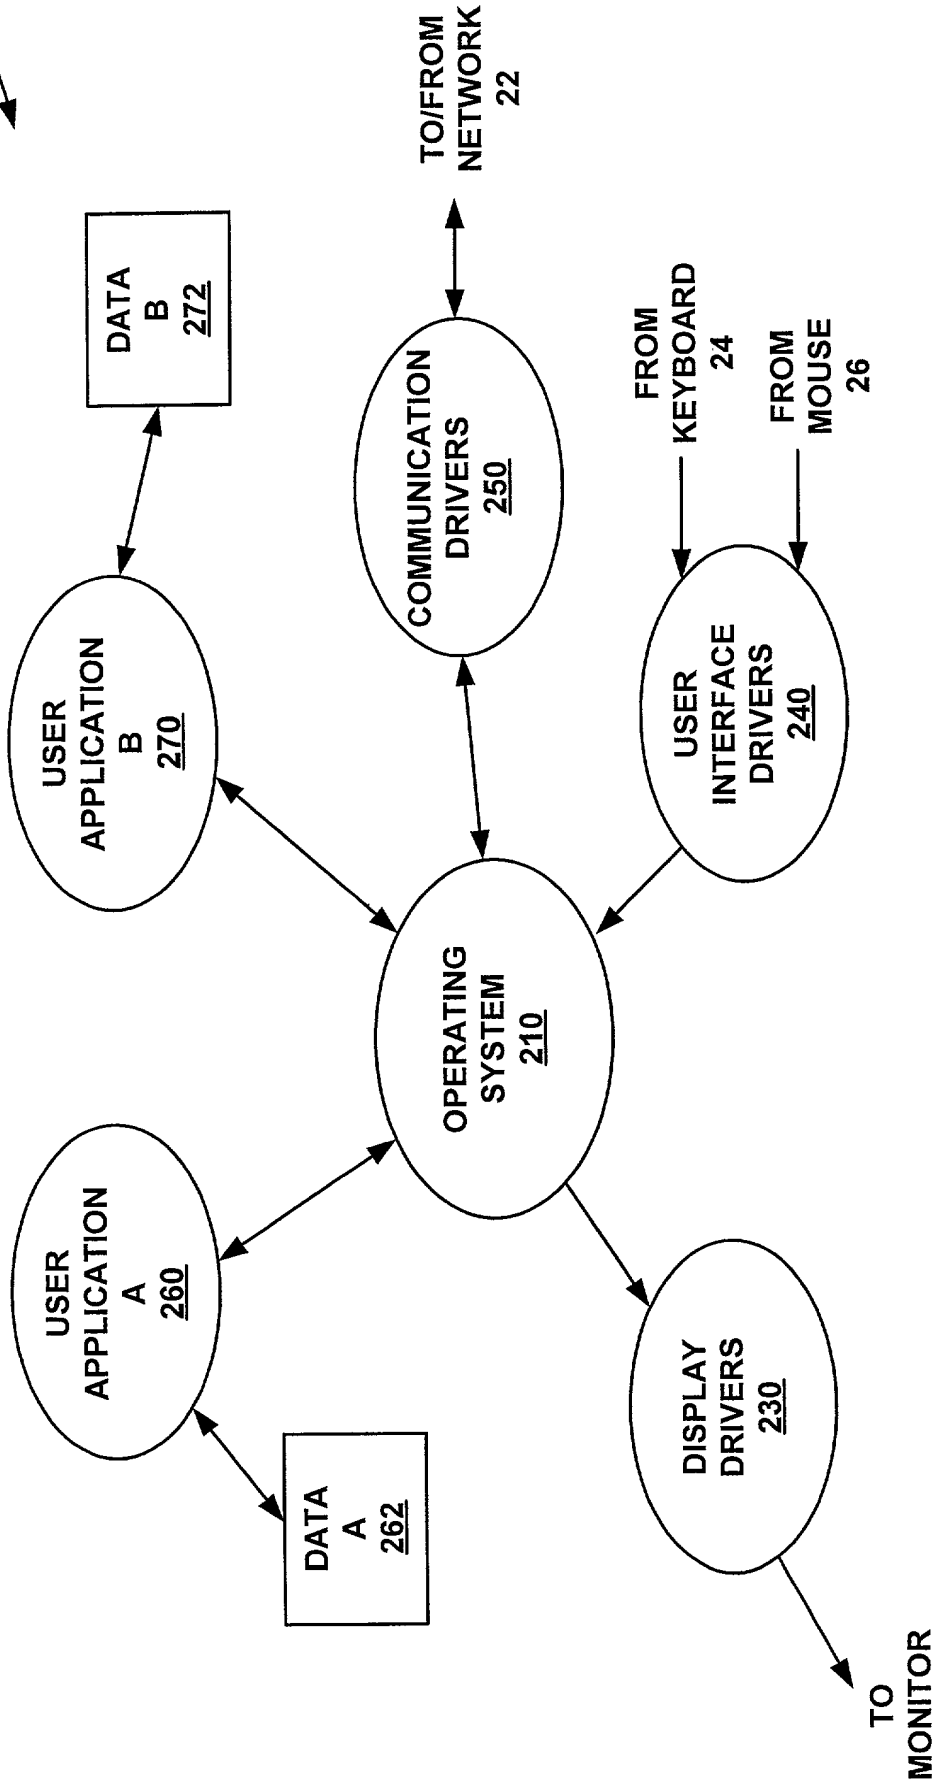 USER
APPLICATION
A
260
USER
APPLICATION
B
270
DATA
B
272
DATA
A
262
OPERATING
SYSTEM
210
COMMUNICATION
DRIVERS
250
TO/FROM
NETWORK
22
DISPLAY
DRIVERS
230
USER
INTERFACE
DRIVERS
240
FROM
KEYBOARD
24
FROM
MOUSE
26
TO
MONITOR